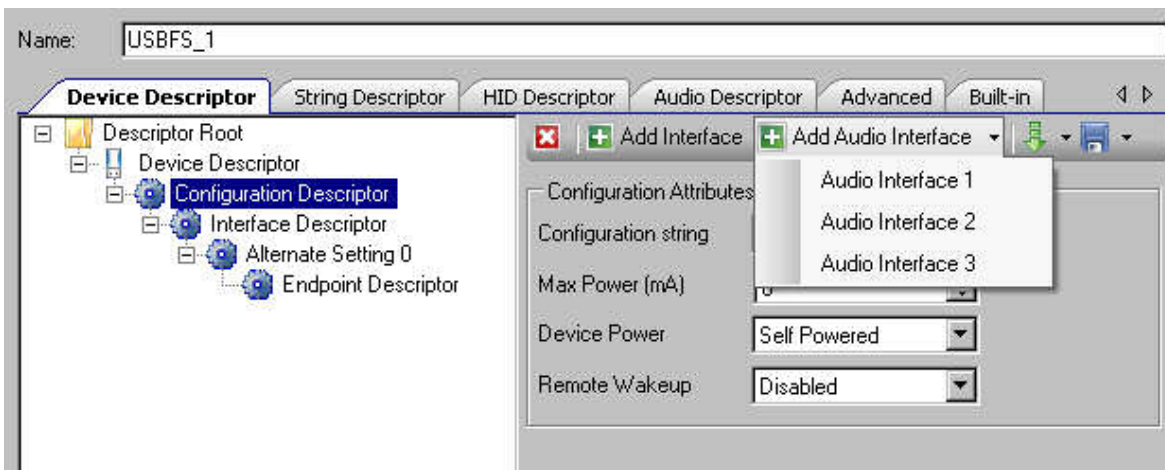 Name: USBFS_1
Device Descriptor String Descriptor HID Descriptor Audio Descriptor Advanced Built-in
Descriptor Root
Device Descriptor
Configuration Descriptor
Interface Descriptor
Alternate Setting 0
Endpoint Descriptor
Add Interface Add Audio Interface
Audio Interface 1
Audio Interface 2
Audio Interface 3
Configuration Attributes
Configuration string
Max Power (mA)
Device Power Self Powered
Remote Wakeup Disabled